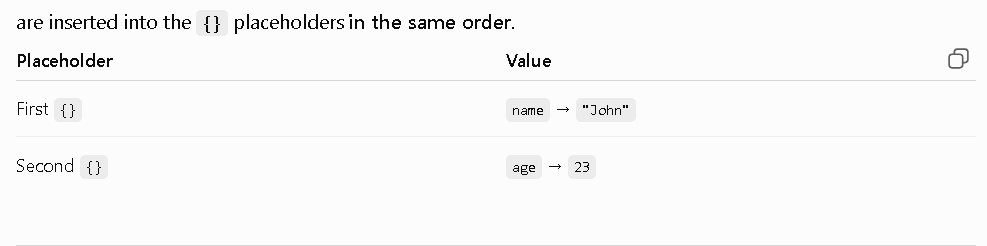 are inserted into the {} placeholders in the same order.
Placeholder Value
First {} name → "John"
Second {} age → 23